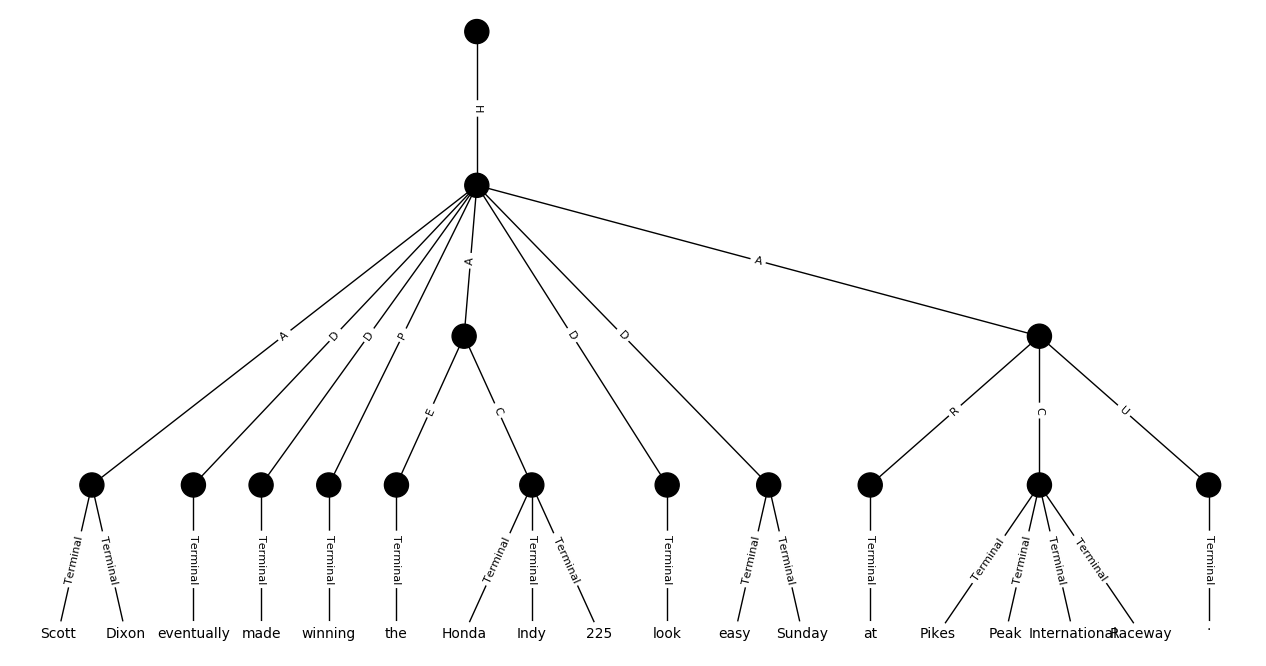 H
A
A
A D D P D D
E C R C U
Terminal Terminal Terminal Terminal Terminal Terminal Terminal Terminal Terminal Terminal Terminal Terminal Terminal Terminal Terminal Terminal Terminal Terminal
Scott Dixon eventually made winning the Honda Indy 225 look easy Sunday at Pikes Peak International Raceway .